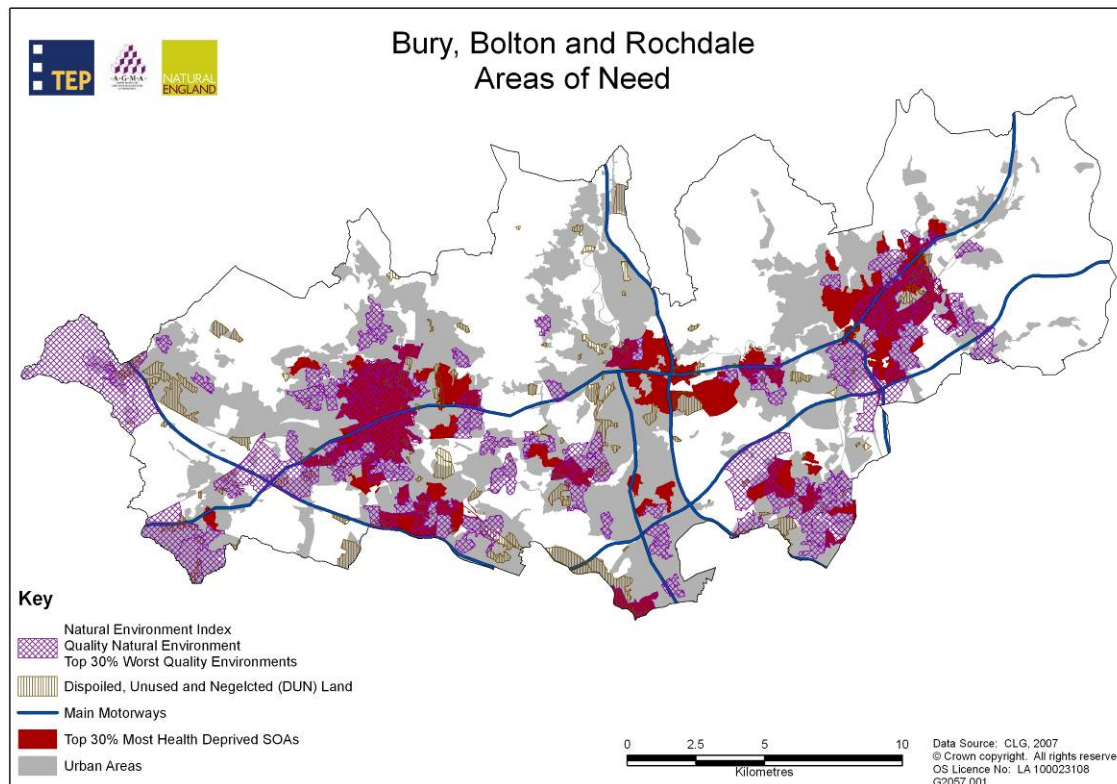 Bury, Bolton and Rochdale
Areas of Need
TEP
A·G·M·A
NATURAL
ENGLAND
Key
Natural Environment Index
Quality Natural Environment
Top 30% Worst Quality Environments
Dispoiled, Unused and Negelcted (DUN) Land
Main Motorways
Top 30% Most Health Deprived SOAs
Urban Areas
0 2.5 5 10
Kilometres
Data Source: CLG, 2007
© Crown copyright. All rights reserve
OS Licence No: LA 100023108
G2057.001